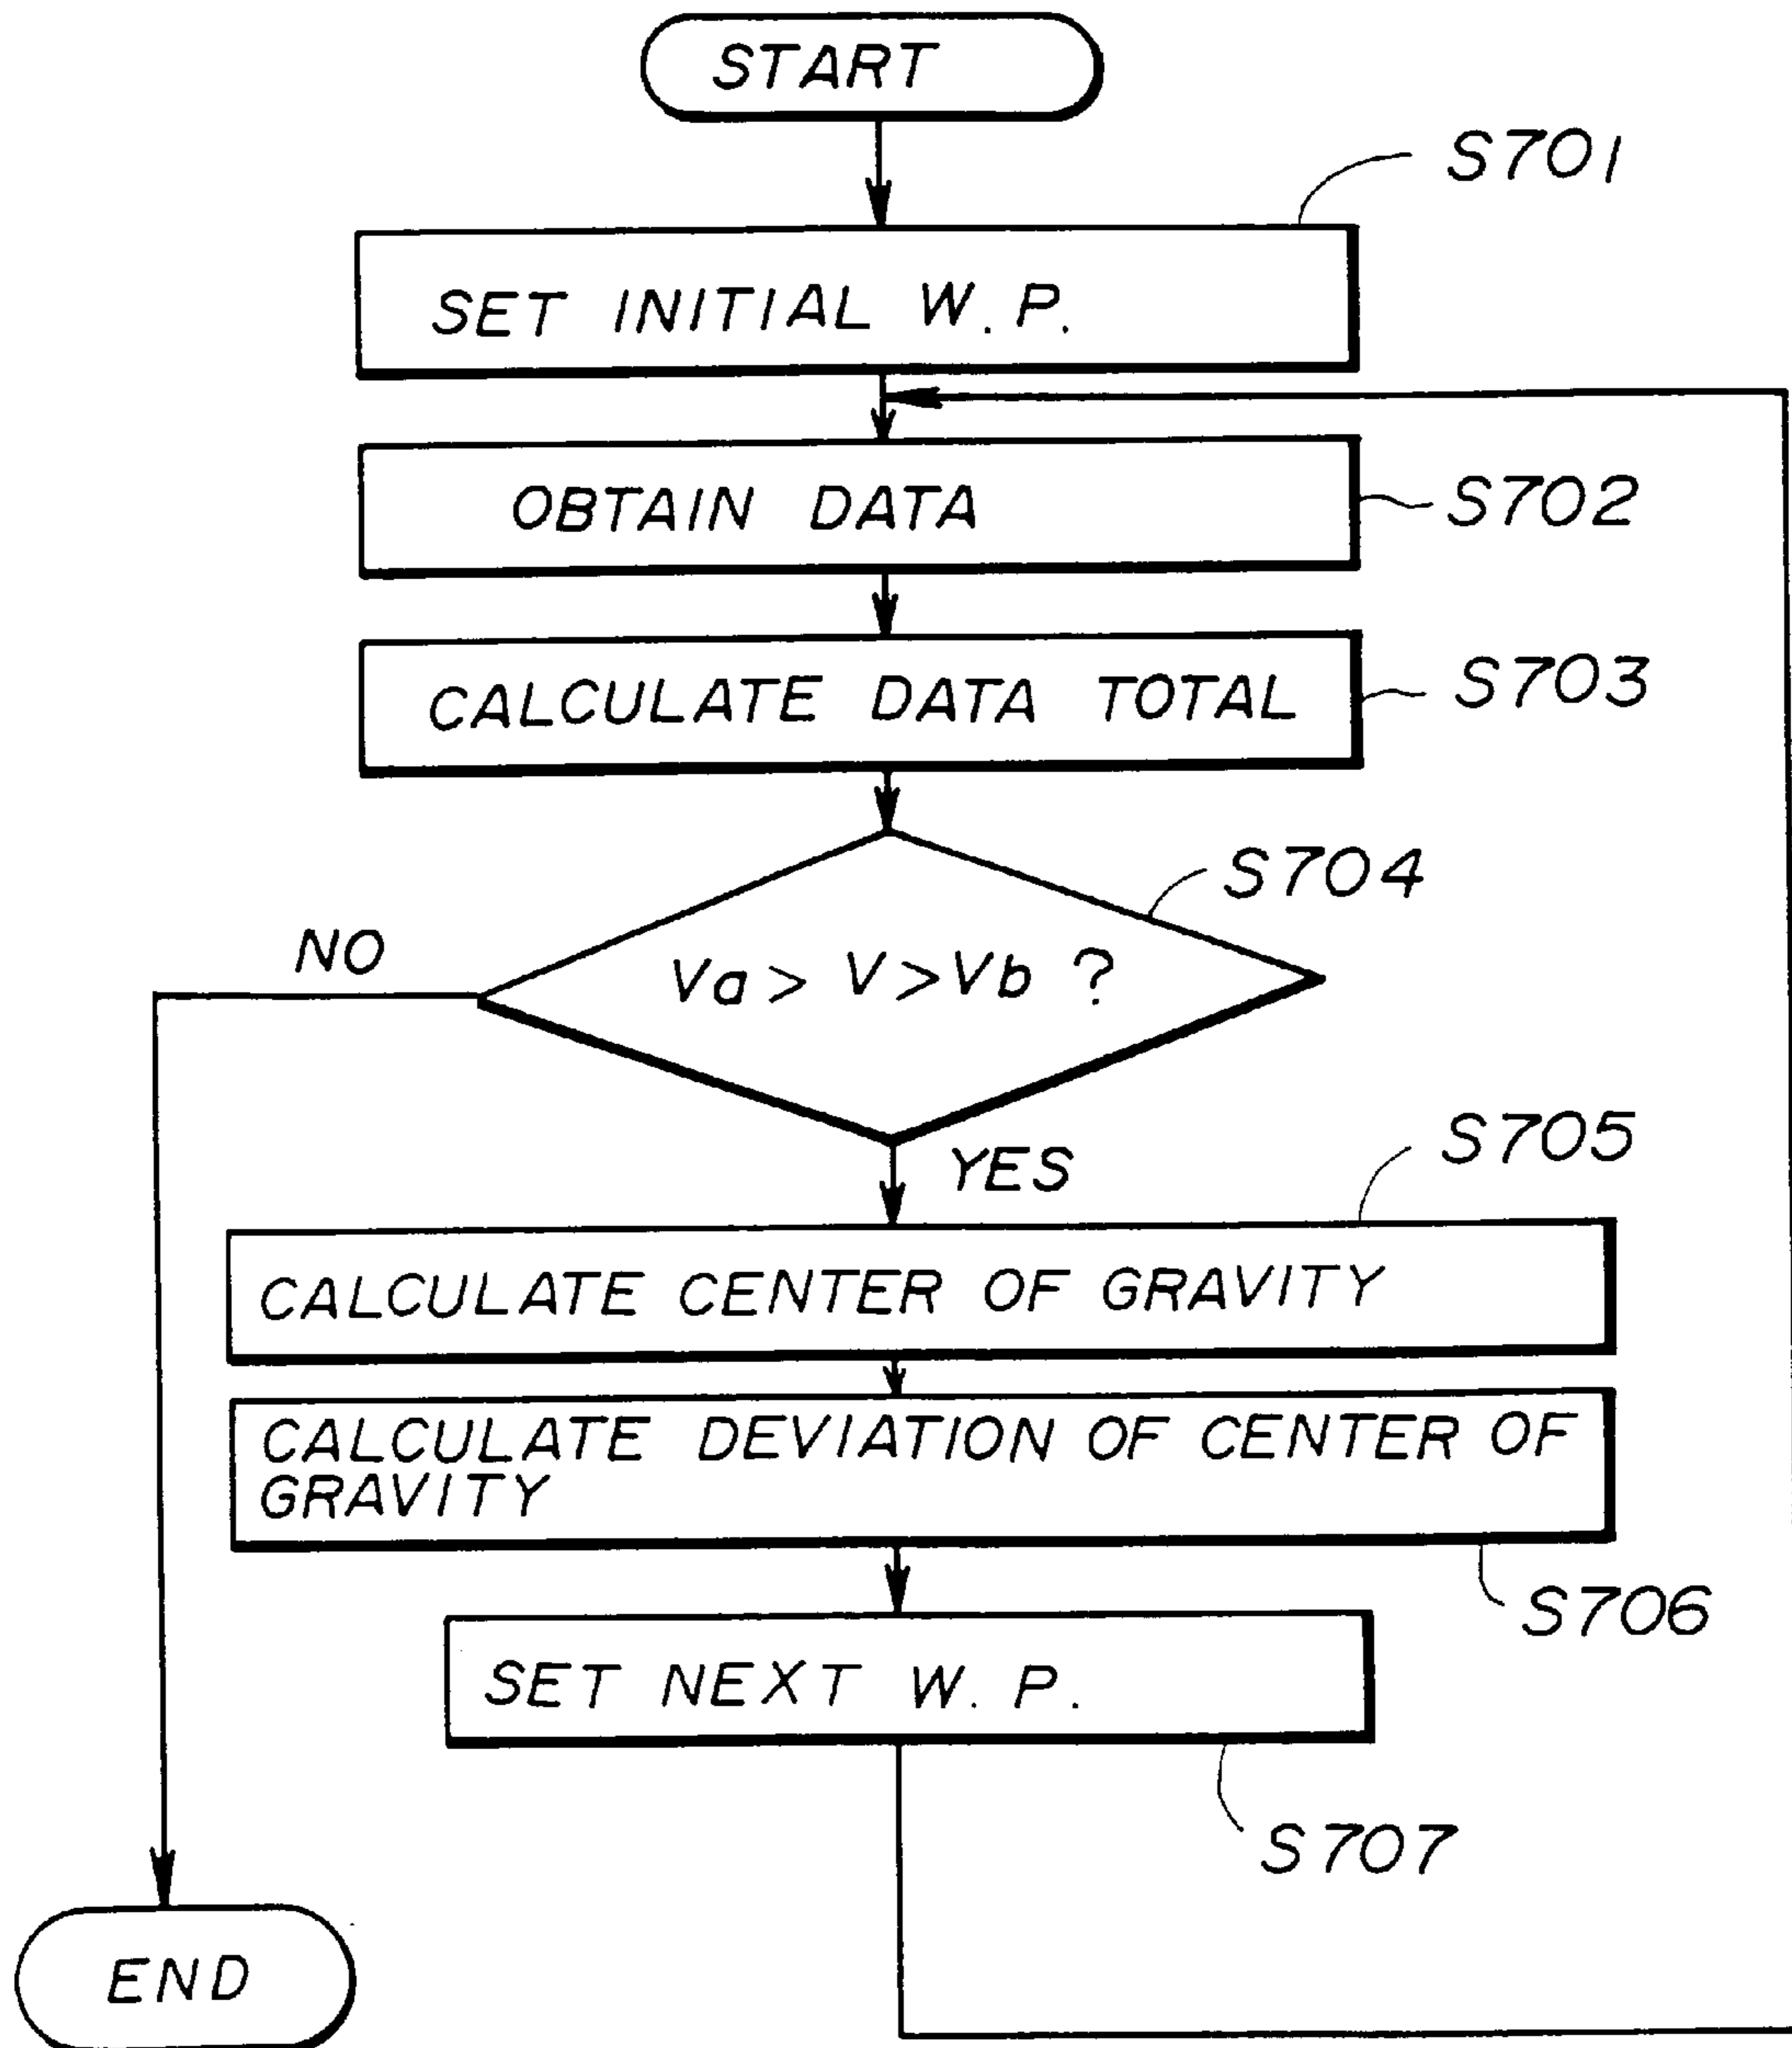 START
S701
SET INITIAL W.P.
OBTAIN DATA
S702
CALCULATE DATA TOTAL
S703
S704
NO
Va > V > Vb ?
YES
S705
CALCULATE CENTER OF GRAVITY
CALCULATE DEVIATION OF CENTER OF
GRAVITY
S706
SET NEXT W. P.
S707
END